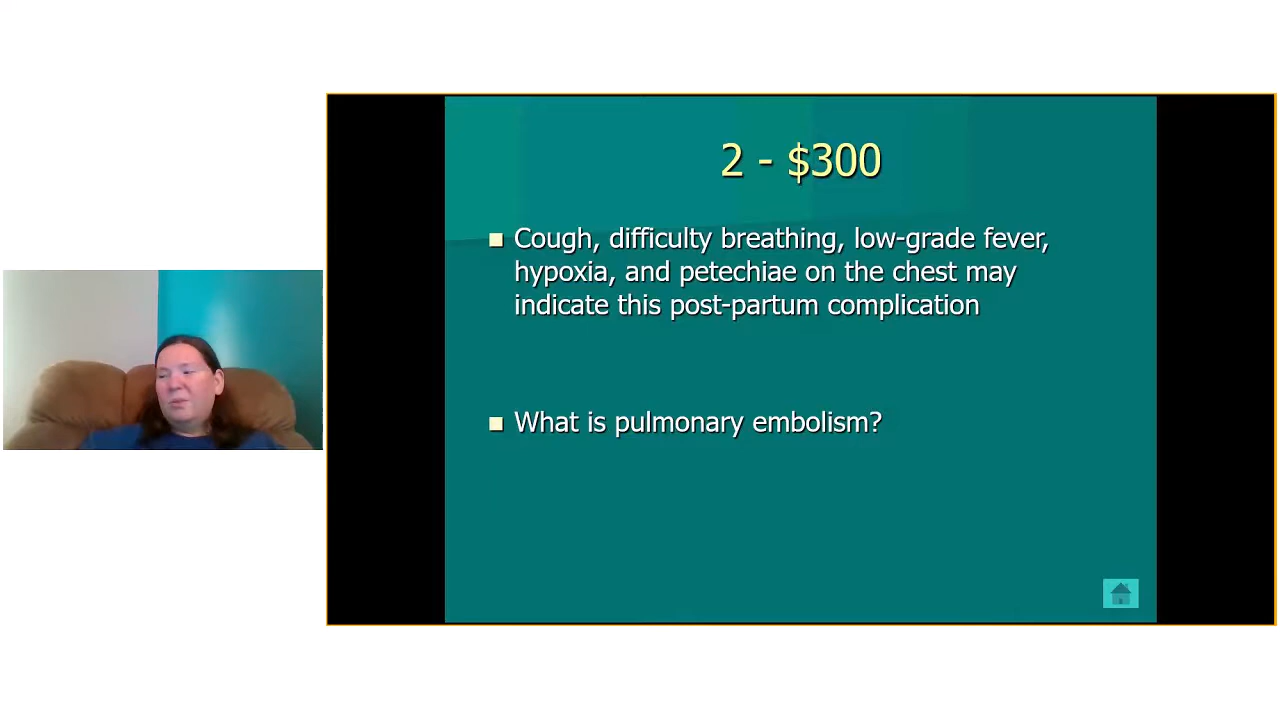 2 - $300
Cough, difficulty breathing, low-grade fever,
hypoxia, and petechiae on the chest may
indicate this post-partum complication
What is pulmonary embolism?